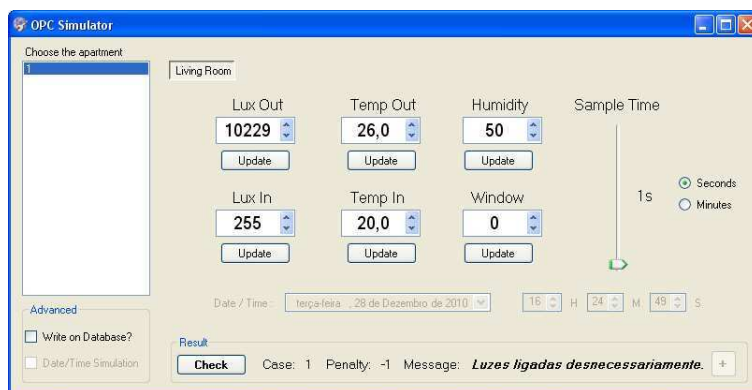 OPC Simulator
Choose the apartment
1
Living Room
Lux Out Temp Out Humidity Sample Time
10229 26,0 50
Update Update Update
Lux In Temp In Window 1s Seconds
Minutes
255 20,0 0
Update Update Update
Date / Time : terça-feira , 28 de Dezembro de 2010 16 H 24 M 49 S
Advanced
Write on Database?
Date/Time Simulation
Result
Check Case: 1 Penalty: -1 Message: Luzes ligadas desnecessariamente. +